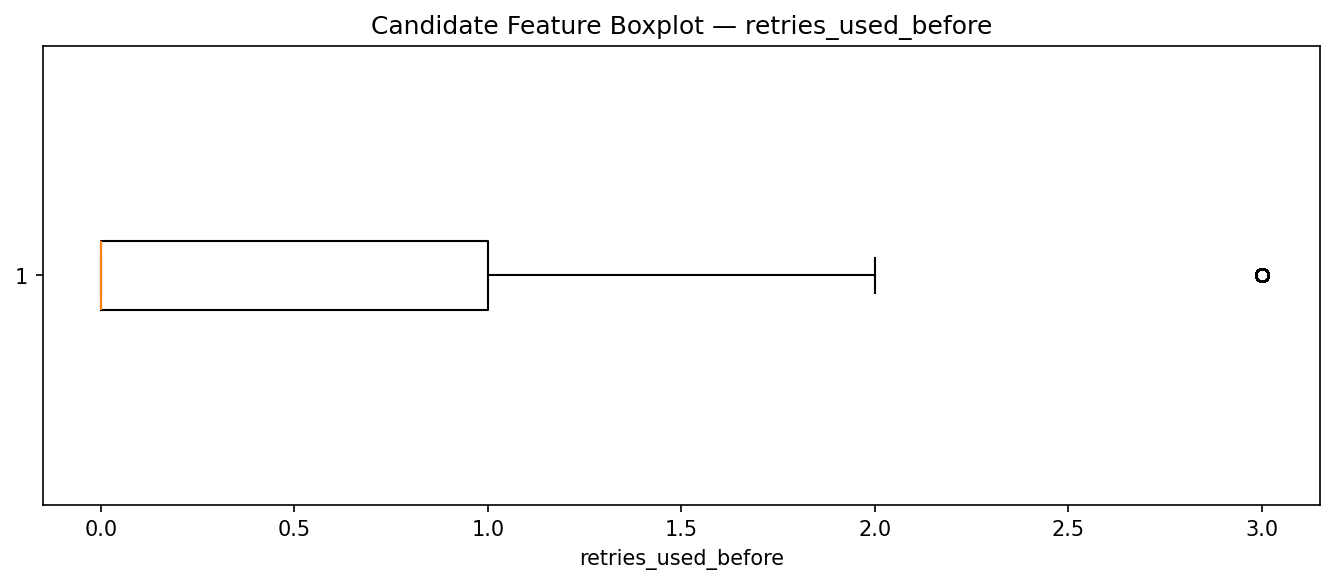 Candidate Feature Boxplot — retries_used_before
1
0.0 0.5 1.0 1.5 2.0 2.5 3.0
retries_used_before